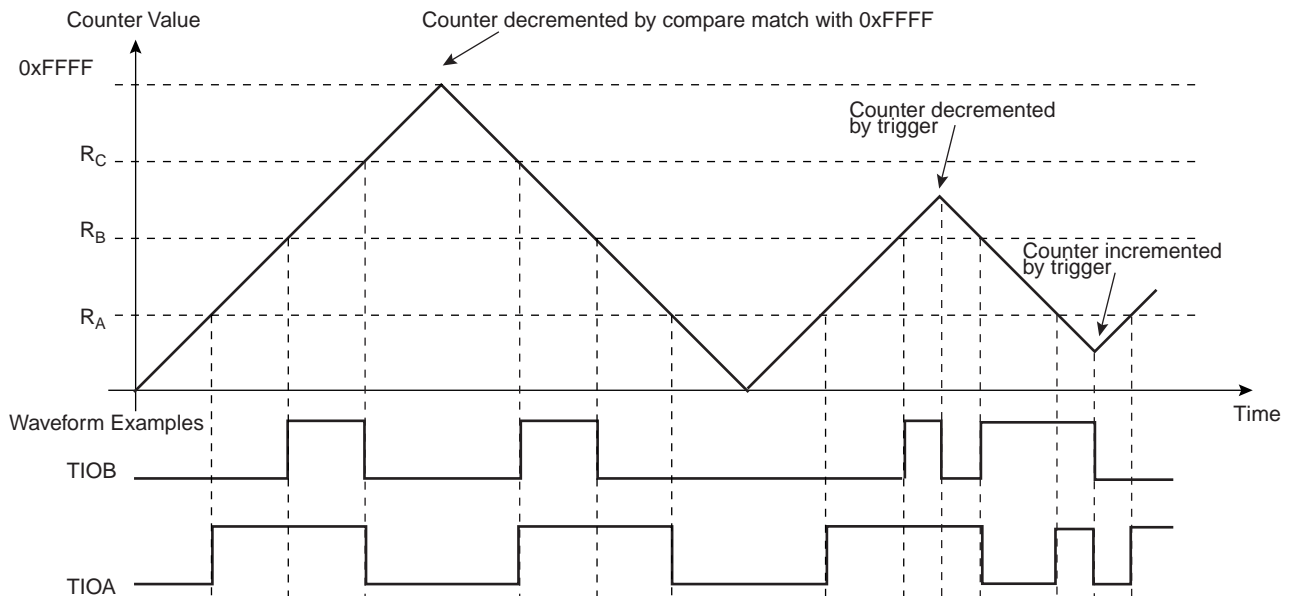 Counter Value
Counter decremented by compare match with 0xFFFF
0xFFFF
Counter decremented
by trigger
RC
RB
Counter incremented
by trigger
RA
Time
Waveform Examples
TIOB
TIOA